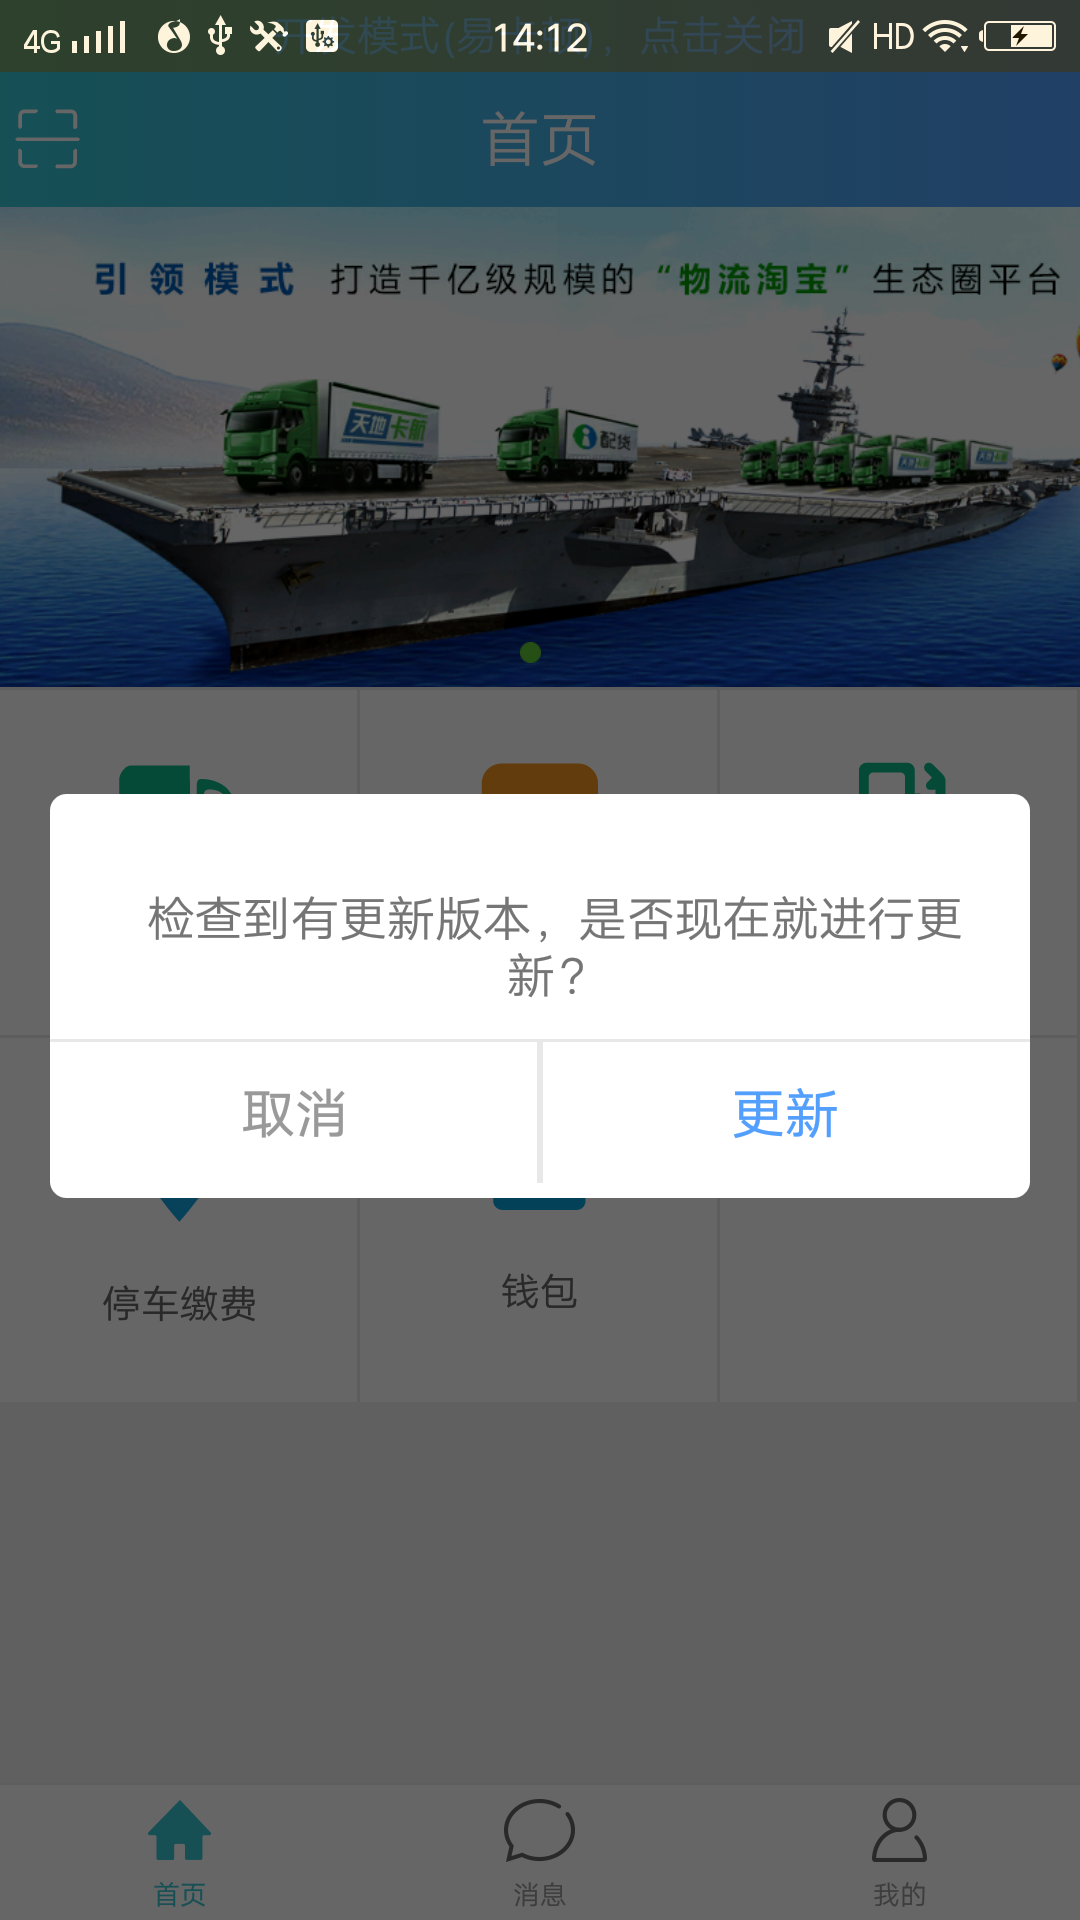 4G 14:12 HD
发模式(易卡顿)，点击关闭
首页
引领模式 打造千亿级规模的“物流淘宝”生态圈平台
天地卡航
配货
检查到有更新版本，是否现在就进行更
新？
取消 更新
停车缴费 钱包
首页 消息 我的